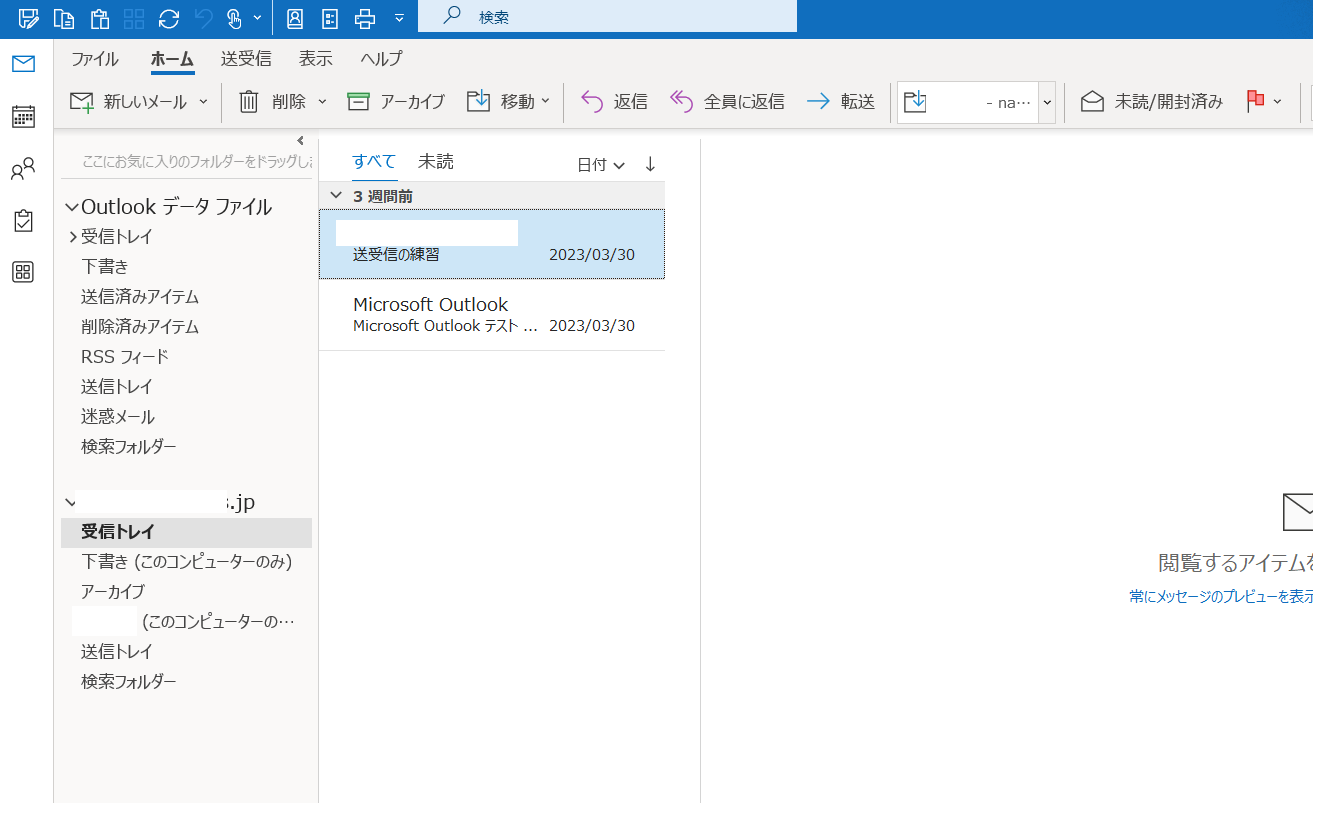 検索
ファイル ホーム 送受信 表示 ヘルプ
新しいメール 削除 アーカイブ 移動 返信 全員に返信 転送 - na… 未読/開封済み
ここにお気に入りのフォルダーをドラッグし
Outlook データ ファイル
受信トレイ
下書き
送信済みアイテム
削除済みアイテム
RSS フィード
送信トレイ
迷惑メール
検索フォルダー
s.jp
受信トレイ
下書き (このコンピューターのみ)
アーカイブ
(このコンピューターの…
送信トレイ
検索フォルダー
すべて 未読 日付
3 週間前
送受信の練習 2023/03/30
Microsoft Outlook
Microsoft Outlook テスト ... 2023/03/30
閲覧するアイテムを
常にメッセージのプレビューを表示